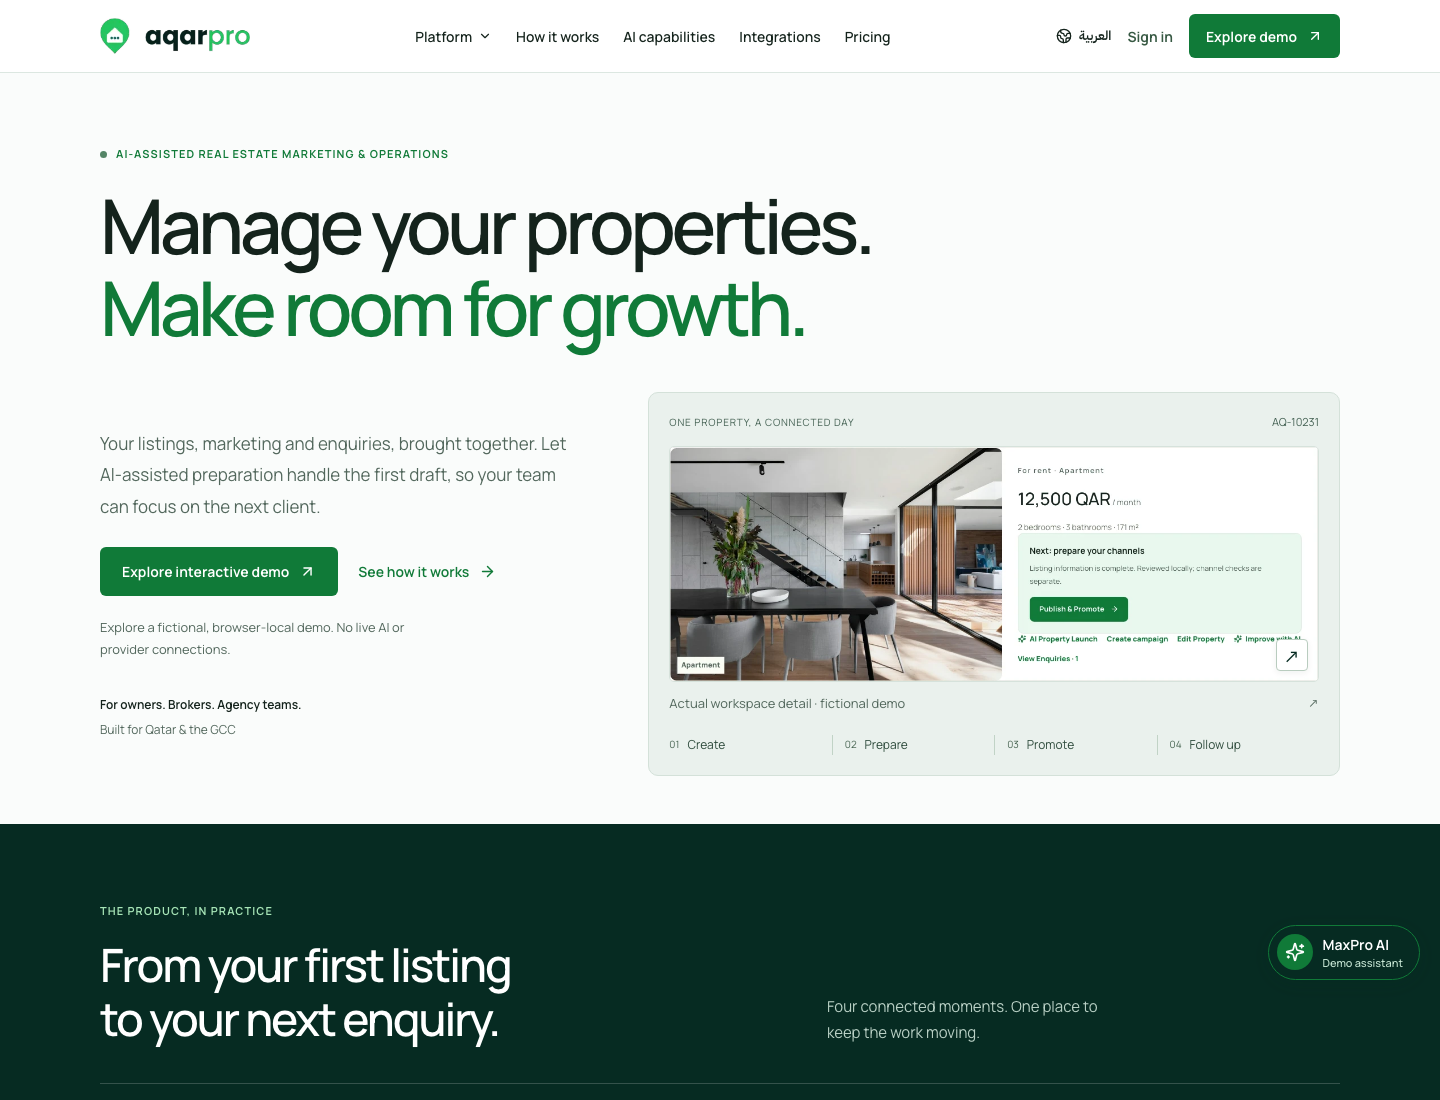 aqarpro
Platform
How it works
AI capabilities
Integrations
Pricing
العربية
Sign in
Explore demo
AI-ASSISTED REAL ESTATE MARKETING & OPERATIONS
Manage your properties.
Make room for growth.
Your listings, marketing and enquiries, brought together. Let
AI-assisted preparation handle the first draft, so your team
can focus on the next client.
Explore interactive demo
See how it works
Explore a fictional, browser-local demo. No live AI or
provider connections.
For owners. Brokers. Agency teams.
Built for Qatar & the GCC
ONE PROPERTY, A CONNECTED DAY
AQ-10231
Apartment
For rent · Apartment
12,500 QAR / month
2 bedrooms · 3 bathrooms · 171 m²
Next: prepare your channels
Listing information is complete. Reviewed locally; channel checks are
separate.
Publish & Promote
AI Property Launch
Create campaign
Edit Property
Improve with AI
View Enquiries · 1
Actual workspace detail · fictional demo
01 Create
02 Prepare
03 Promote
04 Follow up
THE PRODUCT, IN PRACTICE
From your first listing
to your next enquiry.
Four connected moments. One place to
keep the work moving.
MaxPro AI
Demo assistant